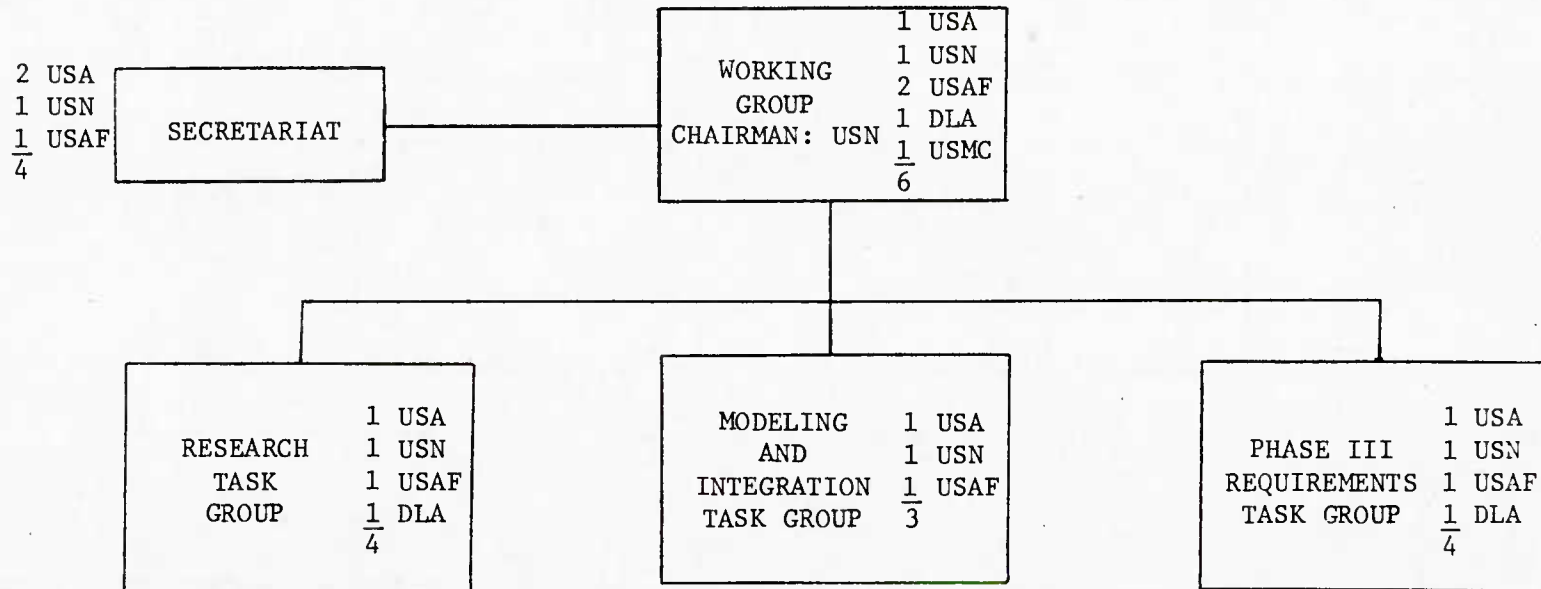 2 USA
1 USN
1 USAF
4
SECRETARIAT
WORKING
GROUP
CHAIRMAN: USN
1 USA
1 USN
2 USAF
1 DLA
1 USMC
6
RESEARCH
TASK
GROUP
1 USA
1 USN
1 USAF
1 DLA
4
MODELING
AND
INTEGRATION
TASK GROUP
1 USA
1 USN
1 USAF
3
PHASE III
REQUIREMENTS
TASK GROUP
1 USA
1 USN
1 USAF
1 DLA
4